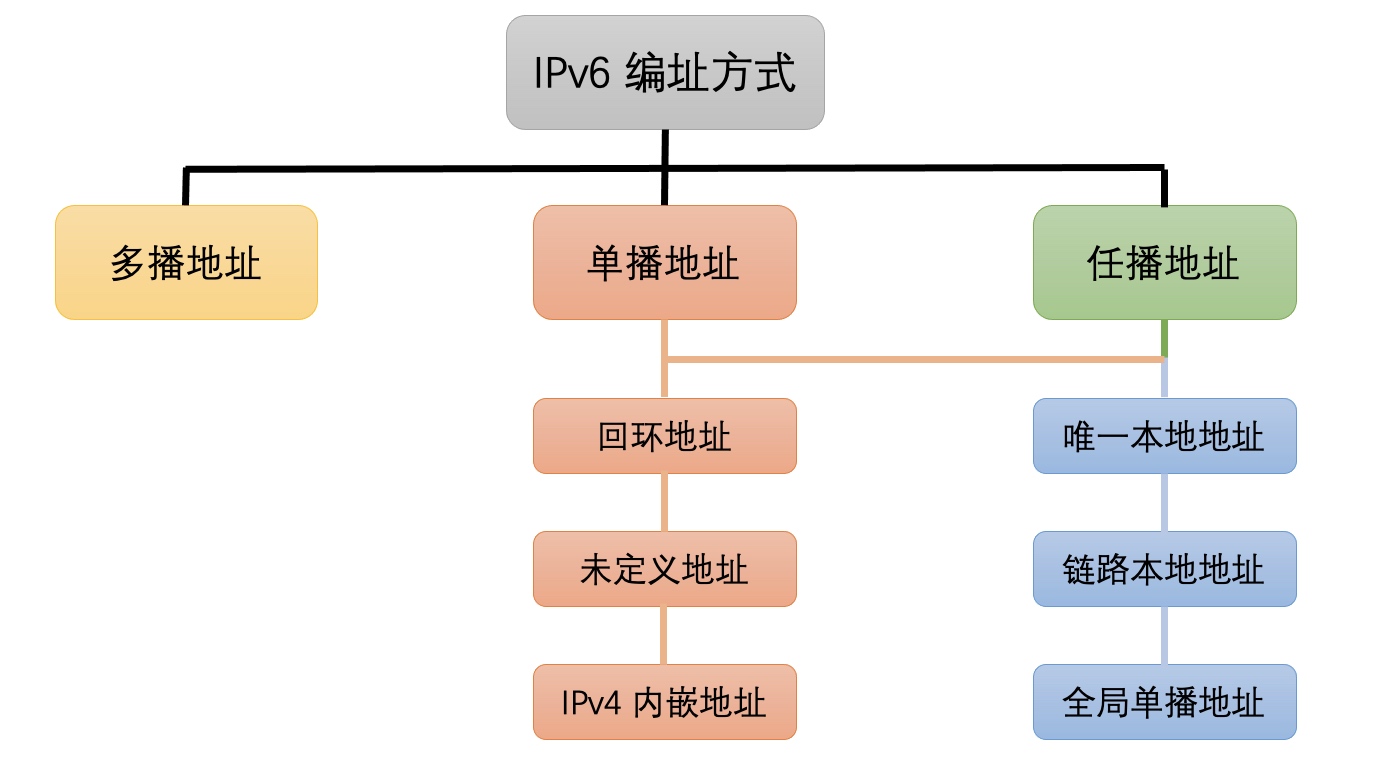 IPv6 编址方式
多播地址
单播地址
任播地址
回环地址
唯一本地地址
未定义地址
链路本地地址
IPv4 内嵌地址
全局单播地址